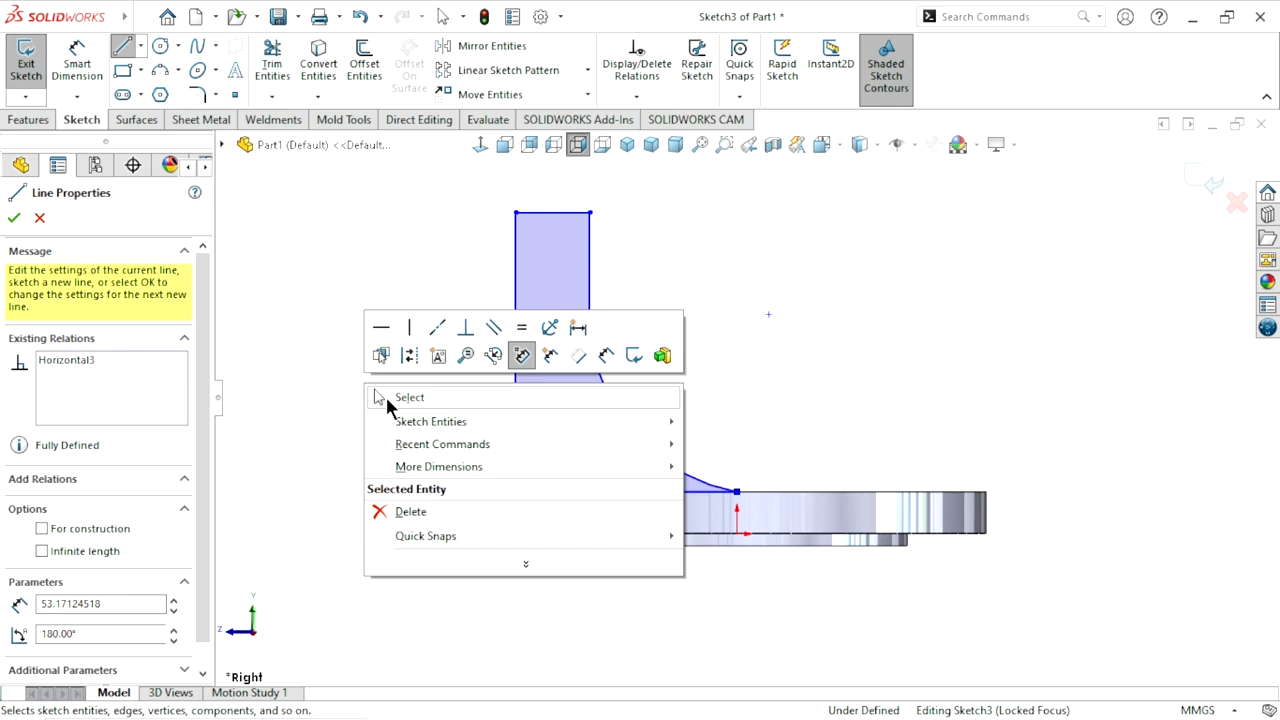 SOLIDWORKS
Sketch3 of Part1 *
Search Commands
Exit Sketch
Smart Dimension
Trim Entities
Convert Entities
Offset Entities
Offset On Surface
Mirror Entities
Linear Sketch Pattern
Move Entities
Display/Delete Relations
Repair Sketch
Quick Snaps
Rapid Sketch
Instant2D
Shaded Sketch Contours
Features
Sketch
Surfaces
Sheet Metal
Weldments
Mold Tools
Direct Editing
Evaluate
SOLIDWORKS Add-Ins
SOLIDWORKS CAM
Part1 (Default) <<Default...
Line Properties
Message
Edit the settings of the current line,
sketch a new line, or select OK to
change the settings for the next new
line.
Existing Relations
Horizontal3
Fully Defined
Add Relations
Options
For construction
Infinite length
Parameters
53.17124518
180.00°
Additional Parameters
Select
Sketch Entities
Recent Commands
More Dimensions
Selected Entity
Delete
Quick Snaps
Y
Z
*Right
Model
3D Views
Motion Study 1
Selects sketch entities, edges, vertices, components, and so on.
Under Defined
Editing Sketch3 (Locked Focus)
MMGS